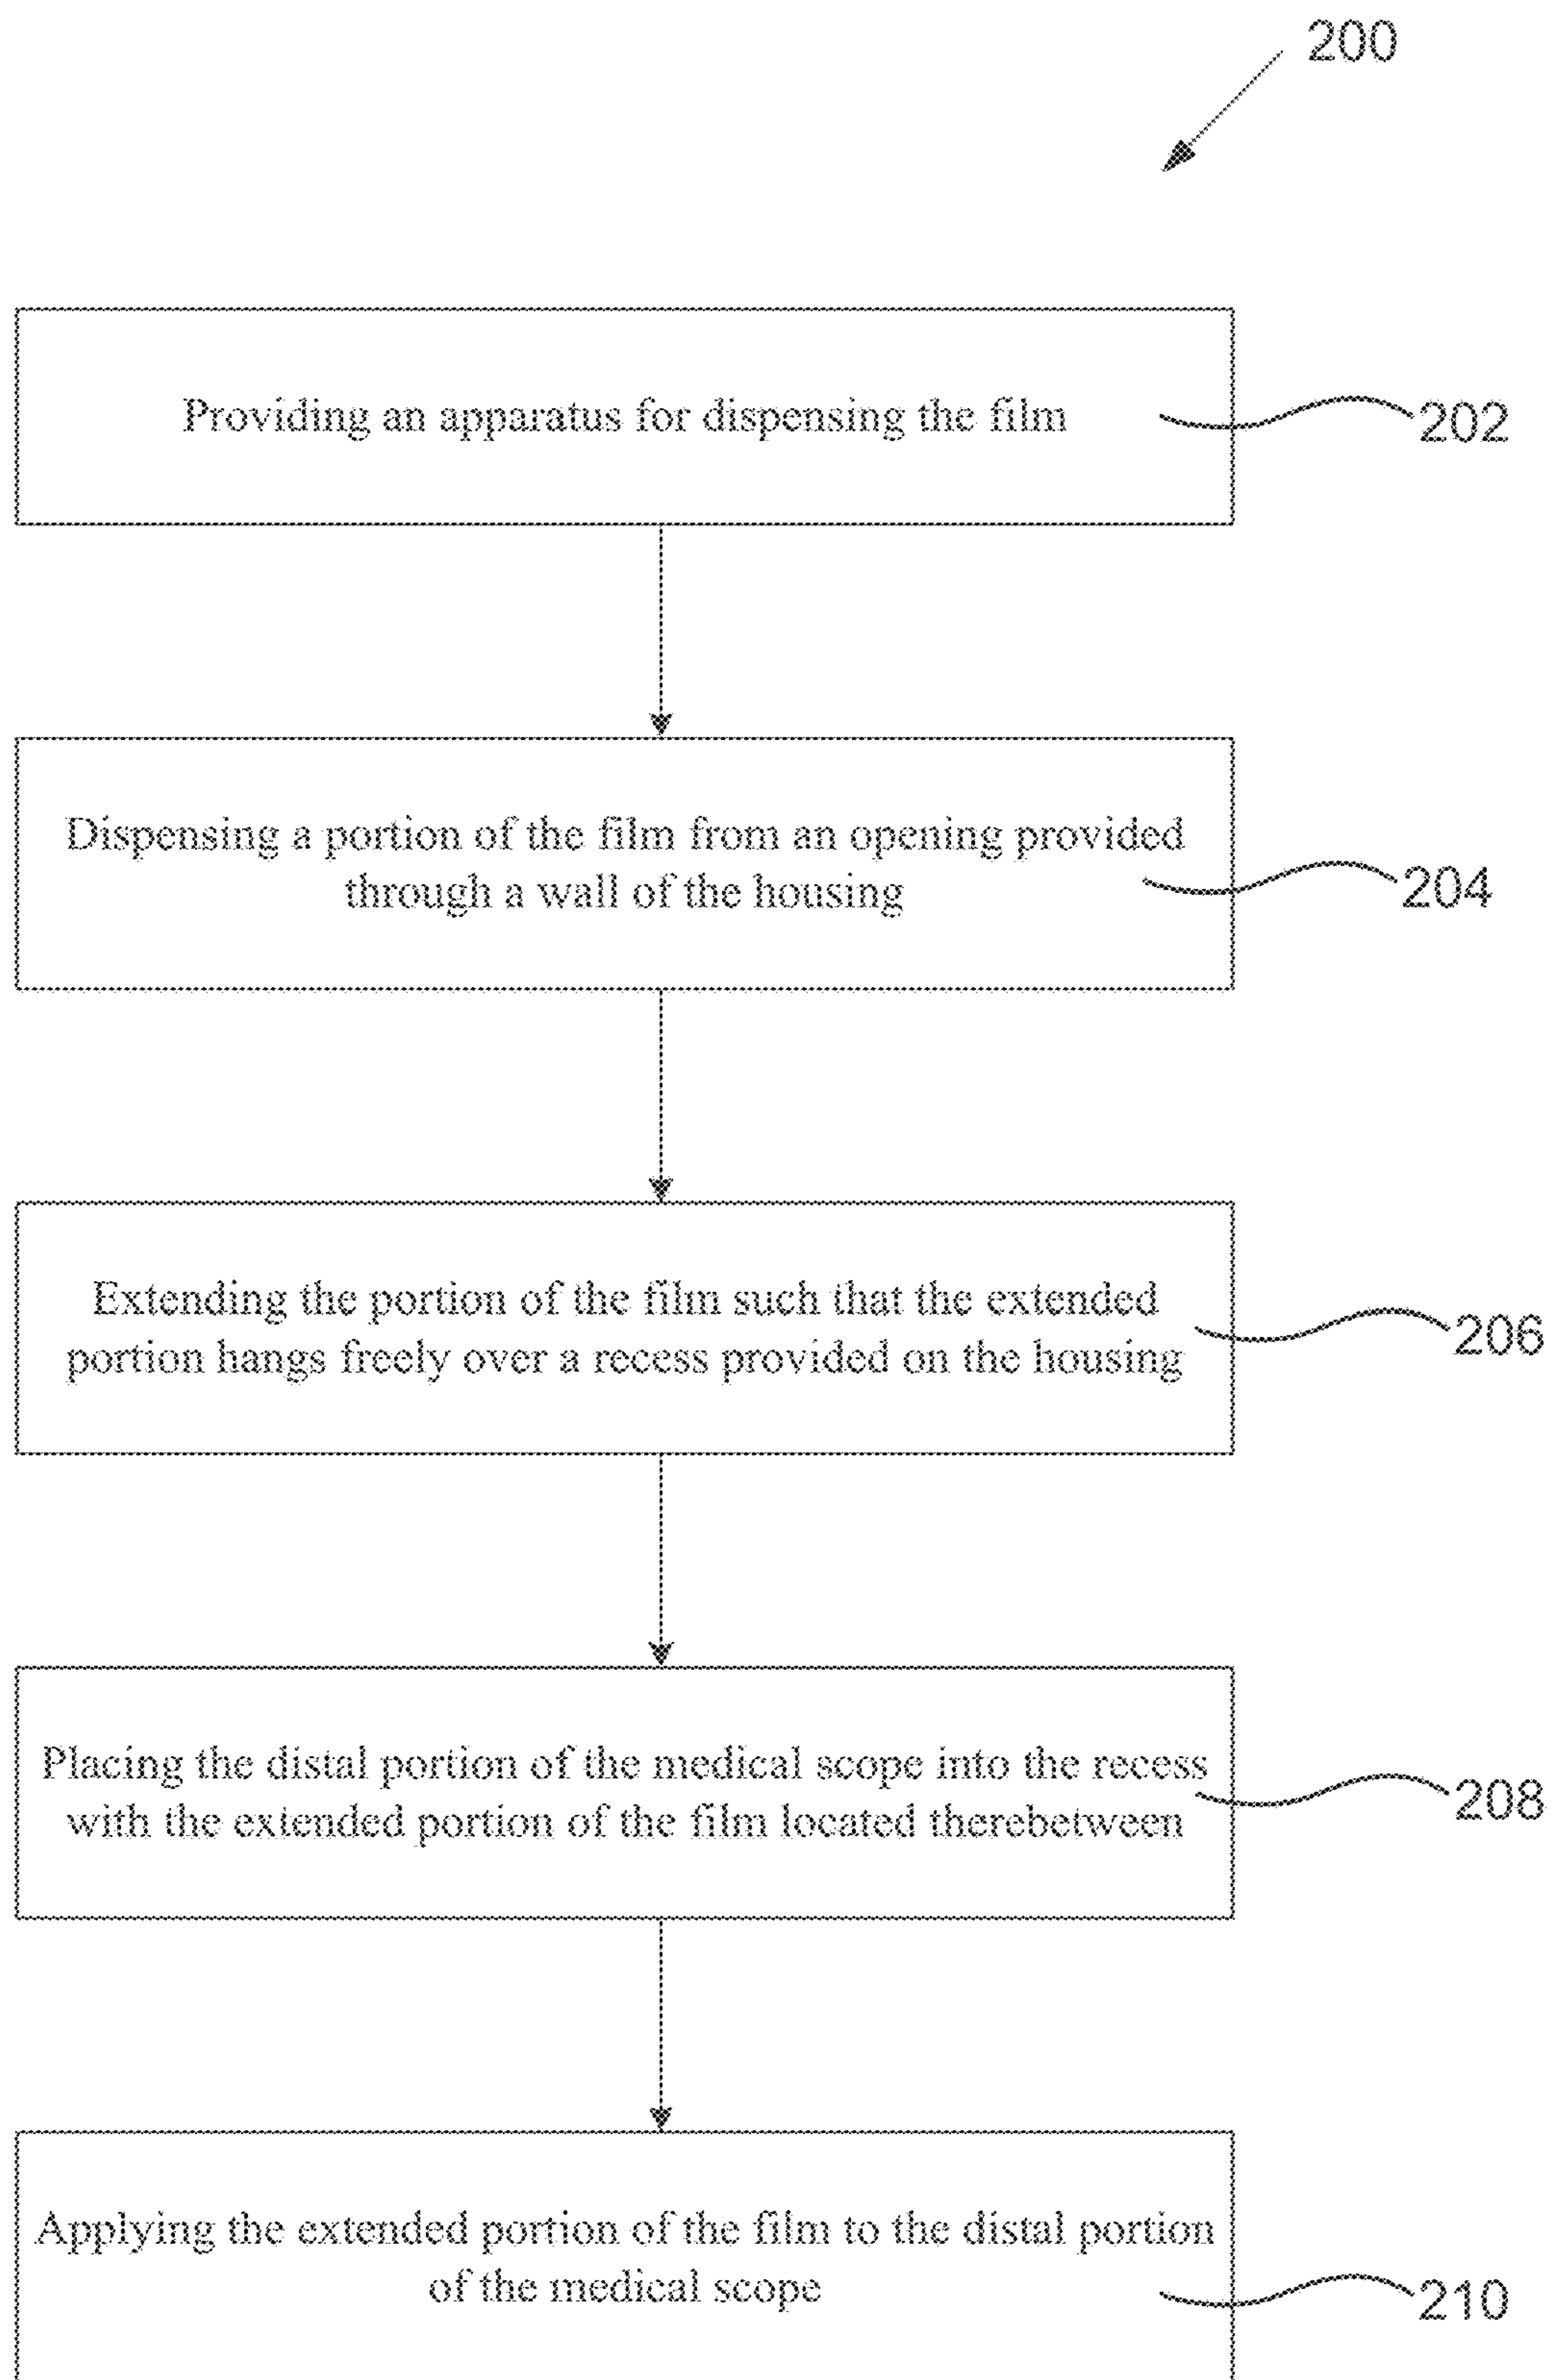 200
Providing an apparatus for dispensing the film
202
Dispensing a portion of the film from an opening provided
through a wall of the housing
204
Extending the portion of the film such that the extended
portion hangs freely over a recess provided on the housing
206
Placing the distal portion of the medical scope into the recess
with the extended portion of the film located therebetween
208
Applying the extended portion of the film to the distal portion
of the medical scope
210